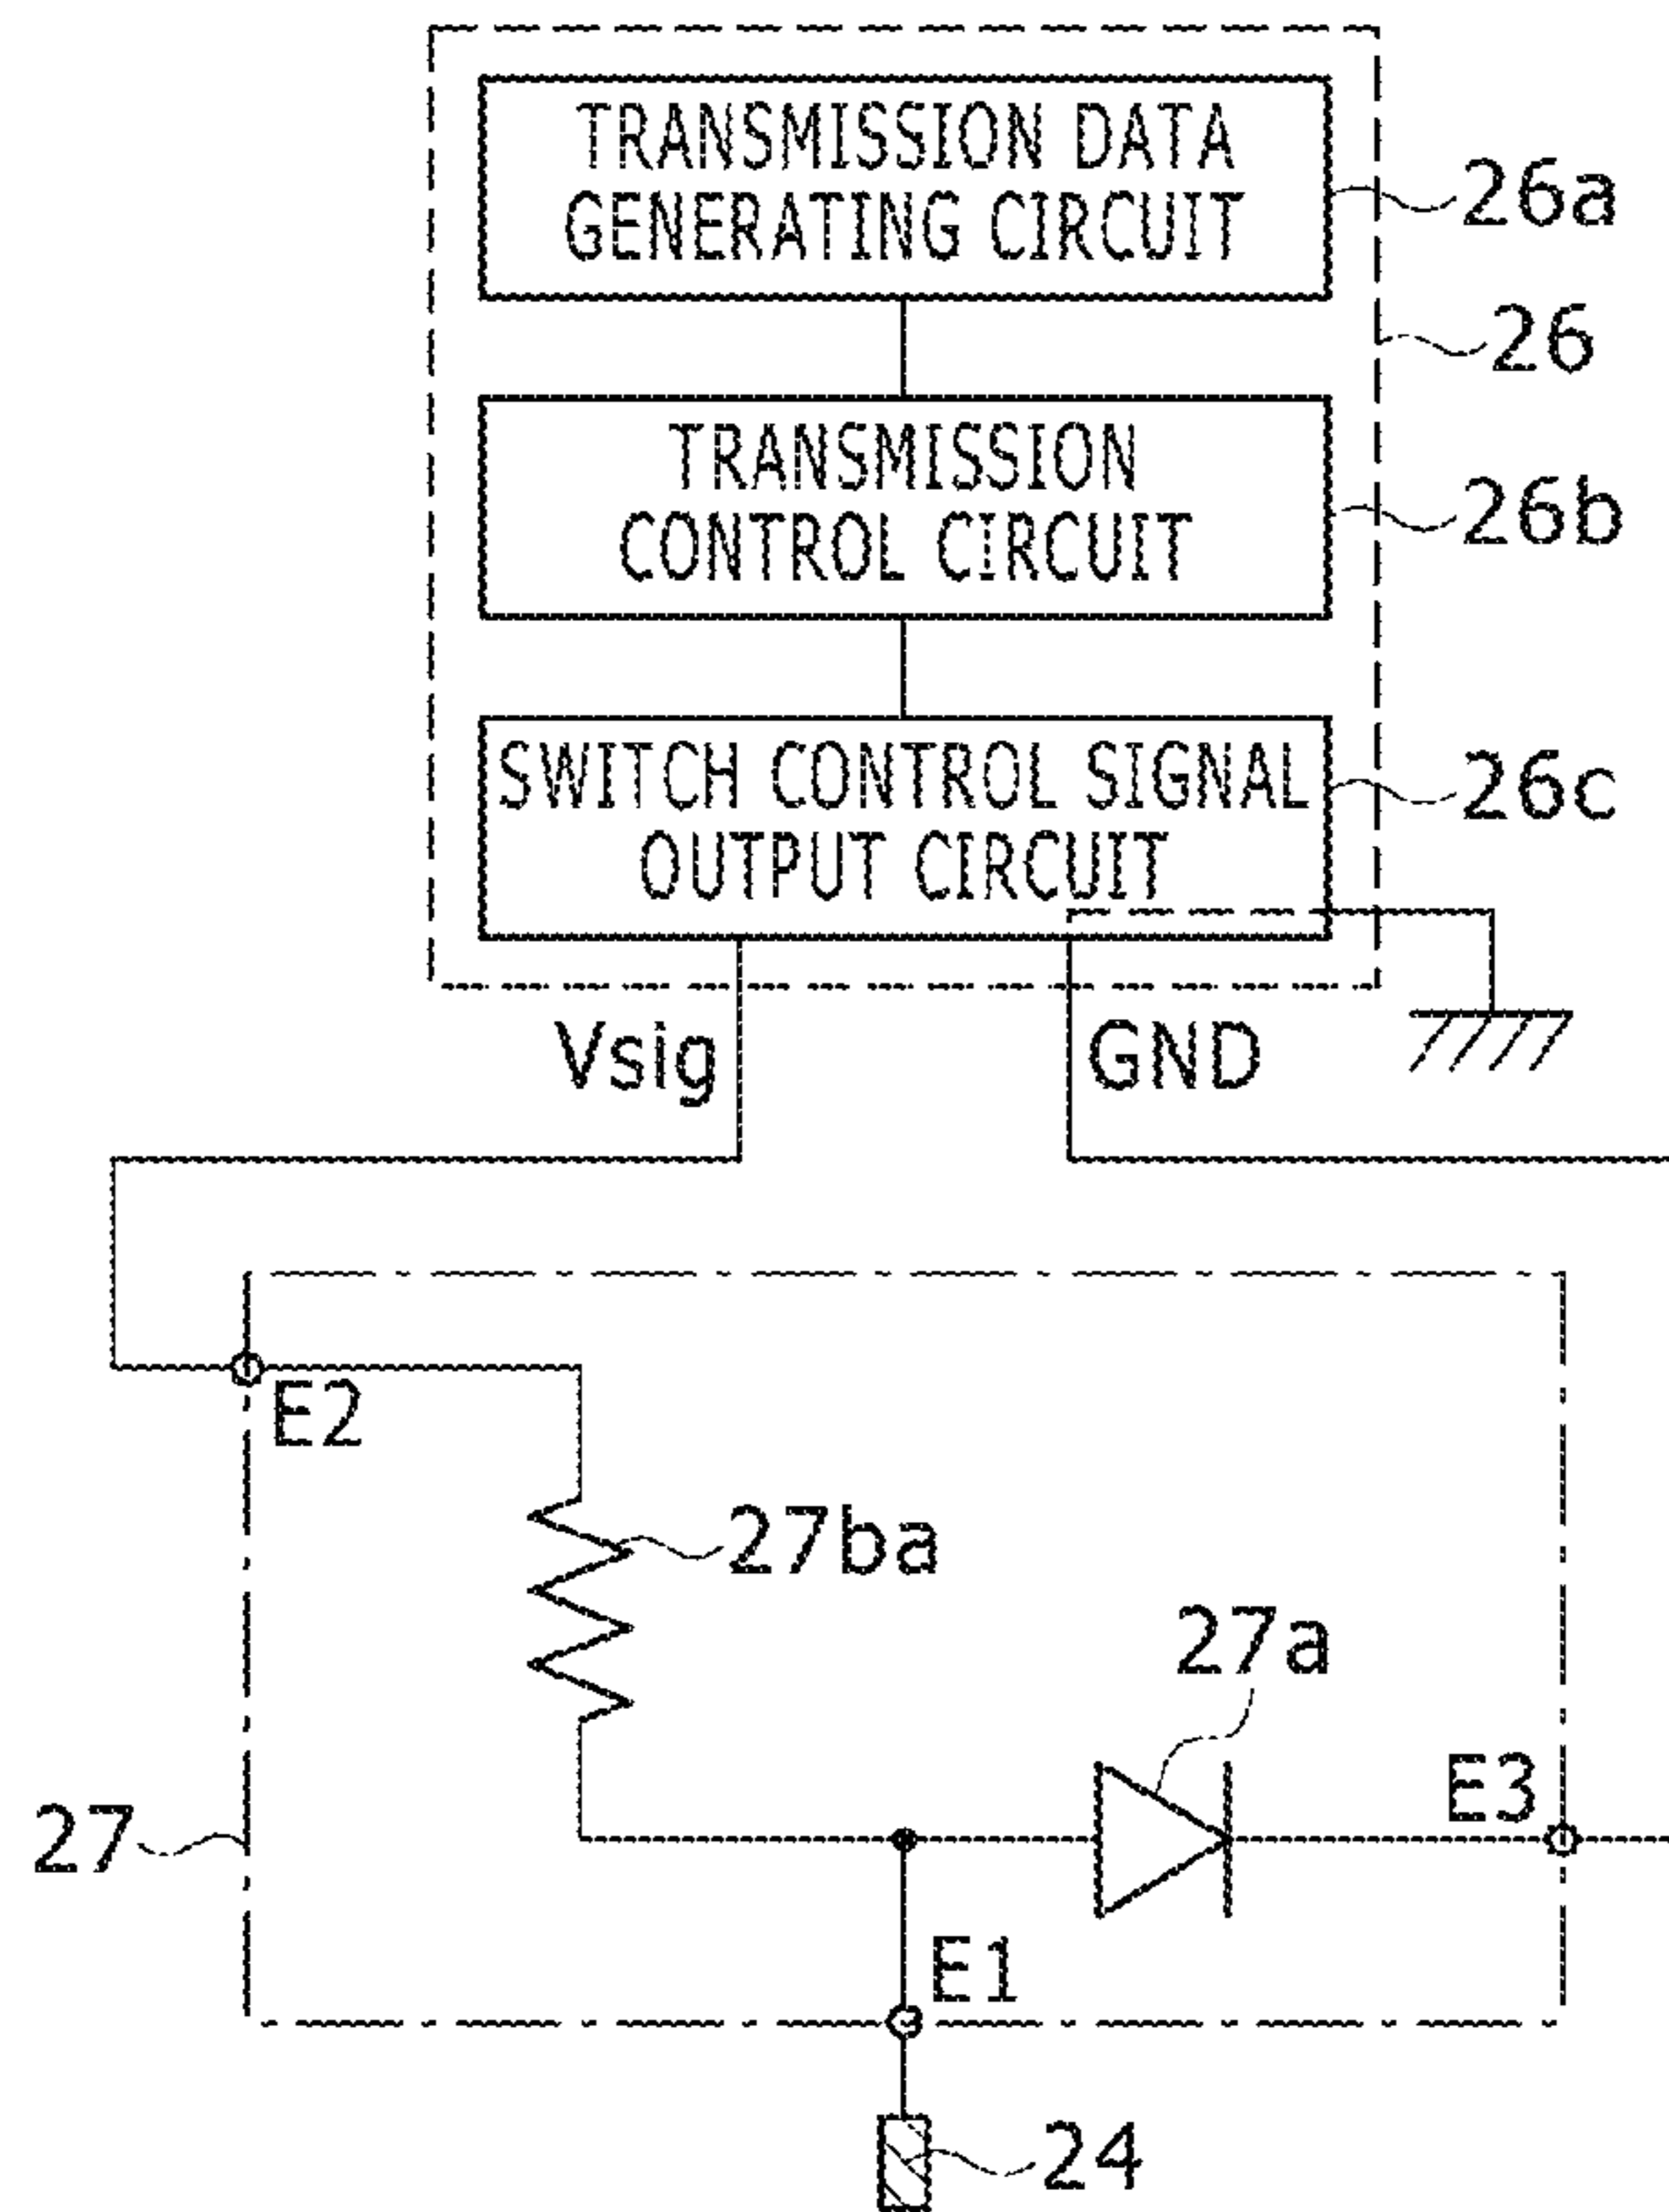 TRANSMISSION DATA
GENERATING CIRCUIT
26a
26
TRANSMISSION
CONTROL CIRCUIT
26b
SWITCH CONTROL SIGNAL
OUTPUT CIRCUIT
26c
Vsig
GND
E2
27ba
27a
E3
27
E1
24